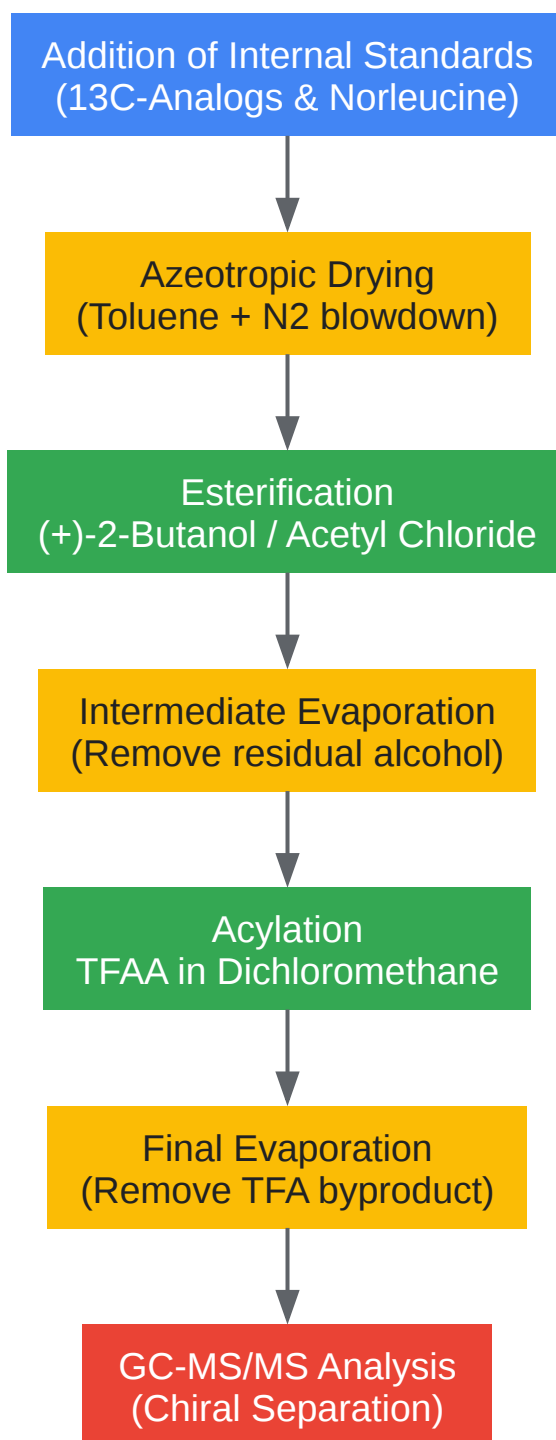 Addition of Internal Standards
(13C-Analogs & Norleucine)
Azeotropic Drying
(Toluene + N2 blowdown)
Esterification
(+)-2-Butanol / Acetyl Chloride
Intermediate Evaporation
(Remove residual alcohol)
Acylation
TFAA in Dichloromethane
Final Evaporation
(Remove TFA byproduct)
GC-MS/MS Analysis
(Chiral Separation)